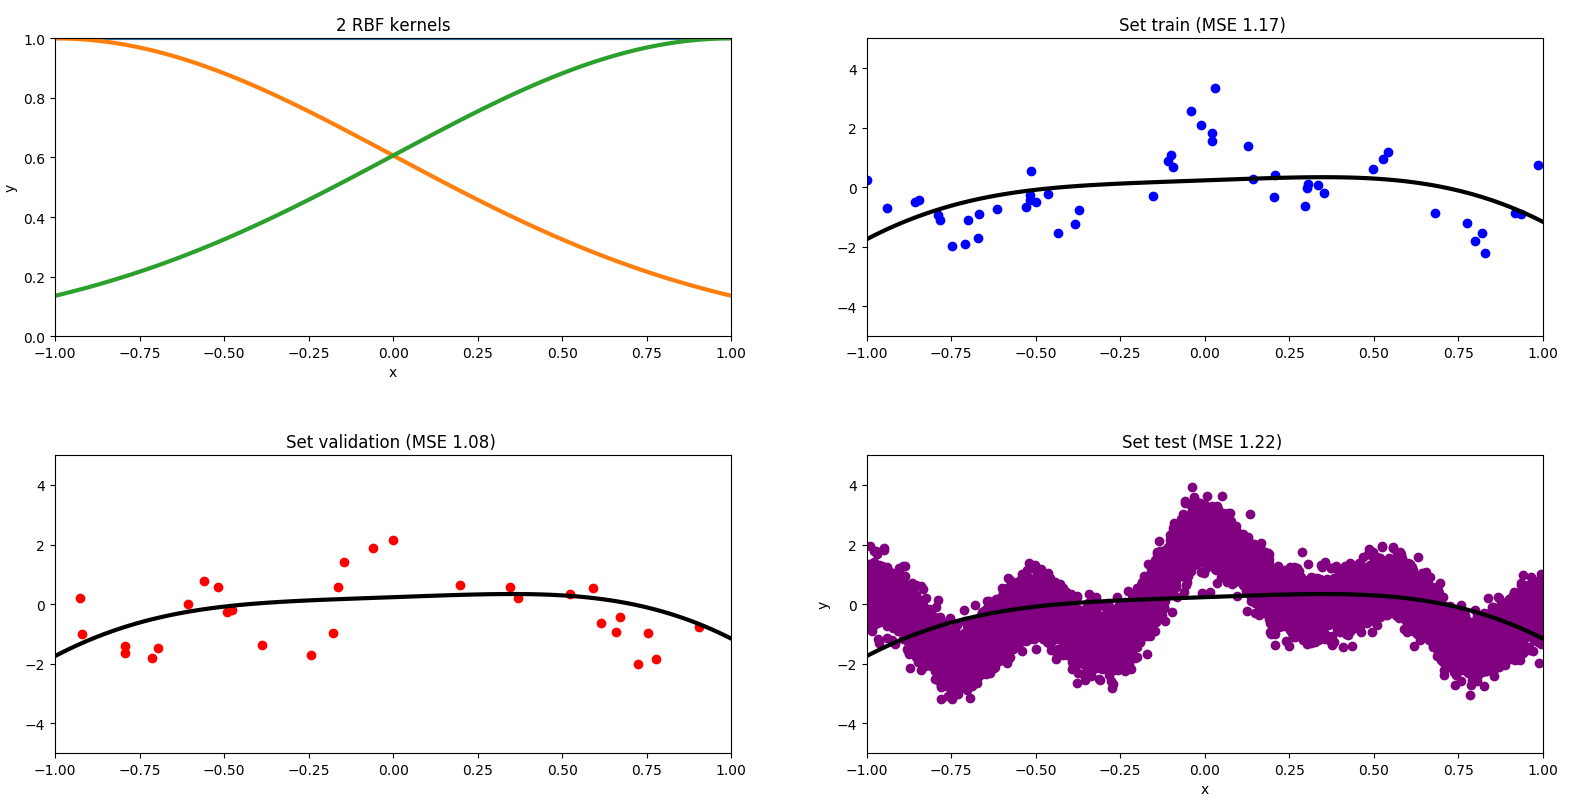 2 RBF kernels
1.0
0.8
0.6
0.4
0.2
0.0
y
−1.00 −0.75 −0.50 −0.25 0.00 0.25 0.50 0.75 1.00
x
Set train (MSE 1.17)
4
2
0
−2
−4
−1.00 −0.75 −0.50 −0.25 0.00 0.25 0.50 0.75 1.00
Set validation (MSE 1.08)
4
2
0
−2
−4
−1.00 −0.75 −0.50 −0.25 0.00 0.25 0.50 0.75 1.00
Set test (MSE 1.22)
4
2
0
−2
−4
y
−1.00 −0.75 −0.50 −0.25 0.00 0.25 0.50 0.75 1.00
x